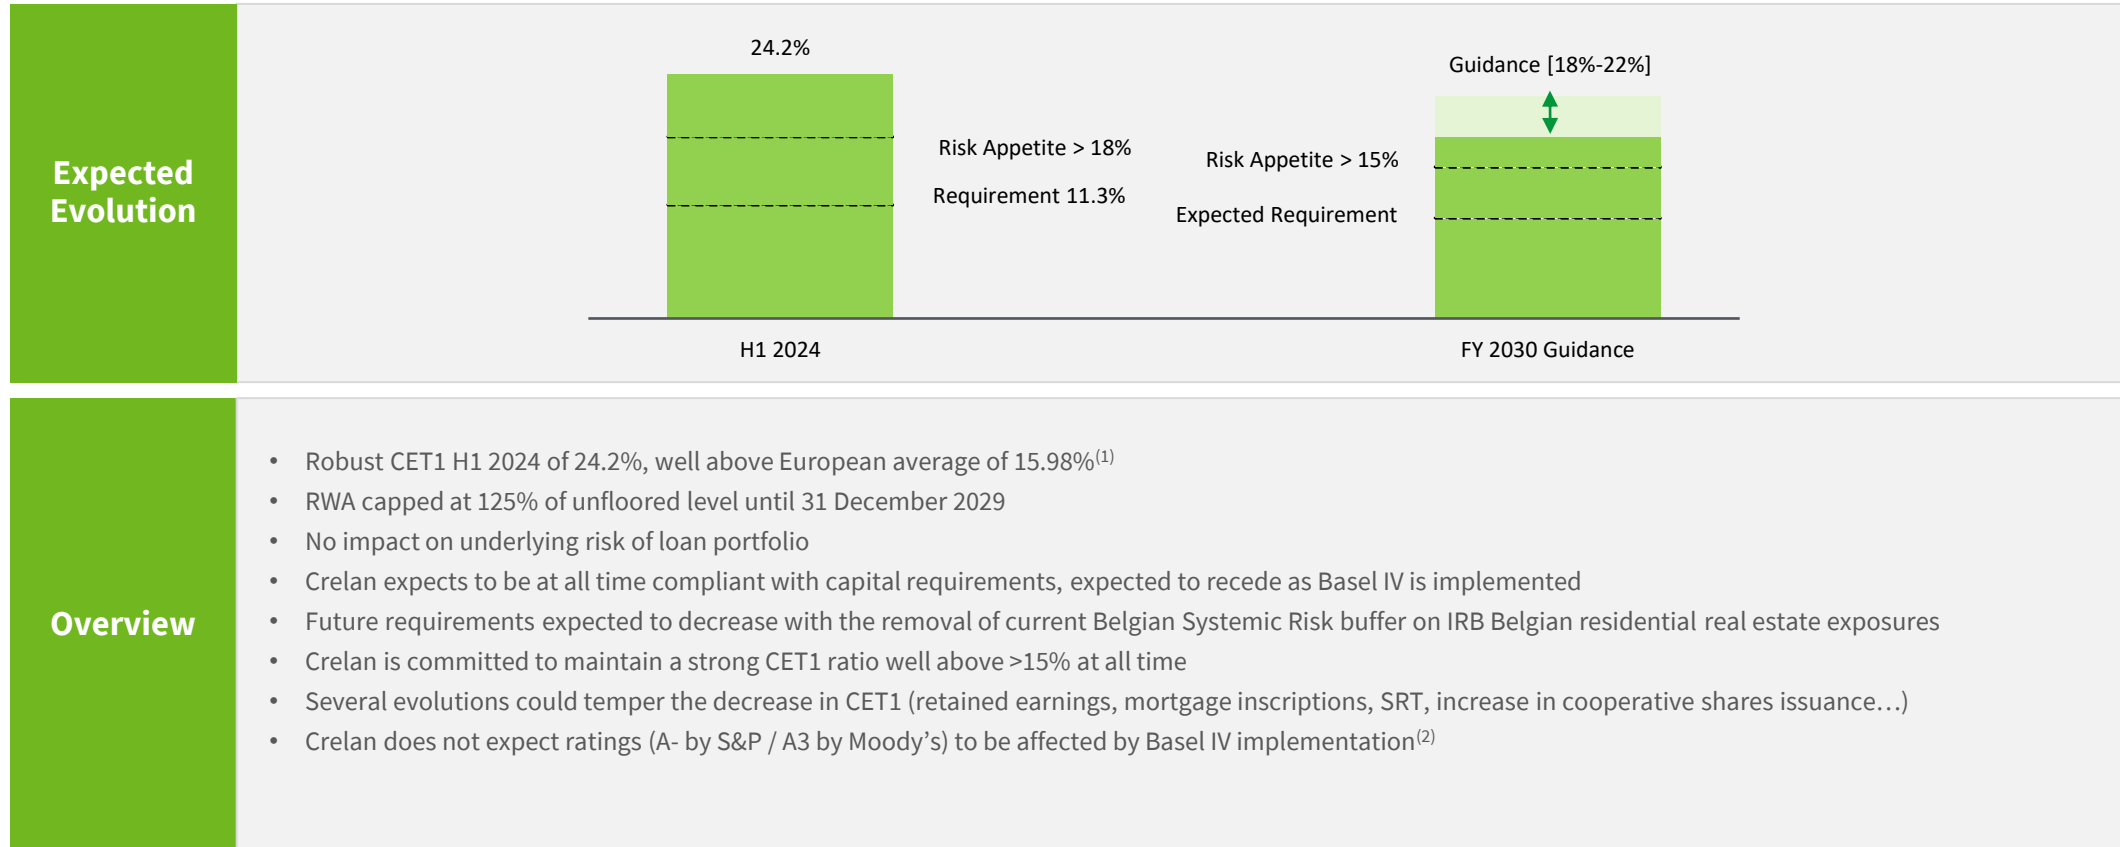 Expected
Evolution
24.2%
Guidance [18%-22%]
Risk Appetite > 18%
Risk Appetite > 15%
Requirement 11.3%
Expected Requirement
H1 2024
FY 2030 Guidance
Overview
• Robust CET1 H1 2024 of 24.2%, well above European average of 15.98%(1)
• RWA capped at 125% of unfloored level until 31 December 2029
• No impact on underlying risk of loan portfolio
• Crelan expects to be at all time compliant with capital requirements, expected to recede as Basel IV is implemented
• Future requirements expected to decrease with the removal of current Belgian Systemic Risk buffer on IRB Belgian residential real estate exposures
• Crelan is committed to maintain a strong CET1 ratio well above >15% at all time
• Several evolutions could temper the decrease in CET1 (retained earnings, mortgage inscriptions, SRT, increase in cooperative shares issuance…)
• Crelan does not expect ratings (A- by S&P / A3 by Moody’s) to be affected by Basel IV implementation(2)